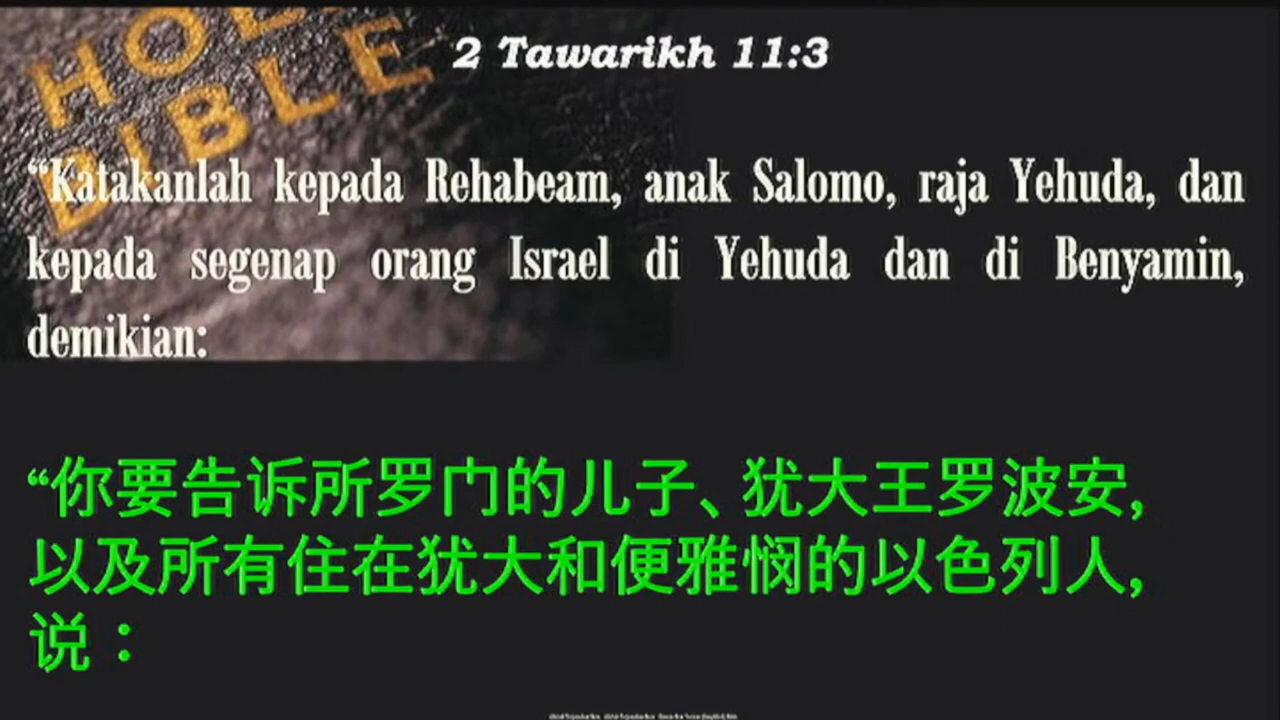 HOL
BIBLE
2 Tawarikh 11:3
“Katakanlah kepada Rehabeam, anak Salomo, raja Yehuda, dan
kepada segenap orang Israel di Yehuda dan di Benyamin,
demikian:
“你要告诉所罗门的儿子、犹大王罗波安,
以及所有住在犹大和便雅悯的以色列人,
说：